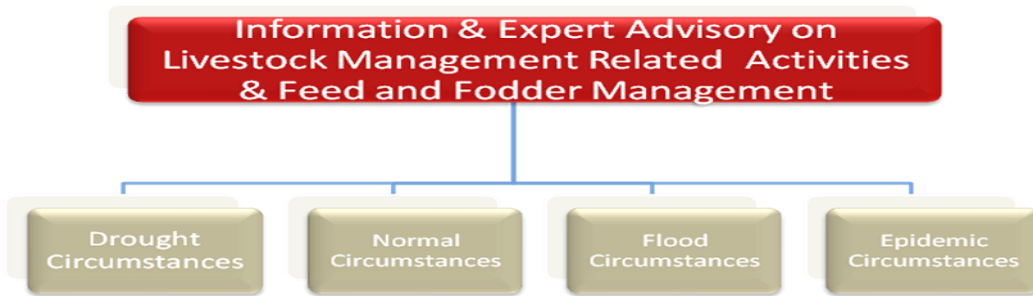 Information & Expert Advisory on
Livestock Management Related Activities
& Feed and Fodder Management
Drought
Circumstances
Normal
Circumstances
Flood
Circumstances
Epidemic
Circumstances